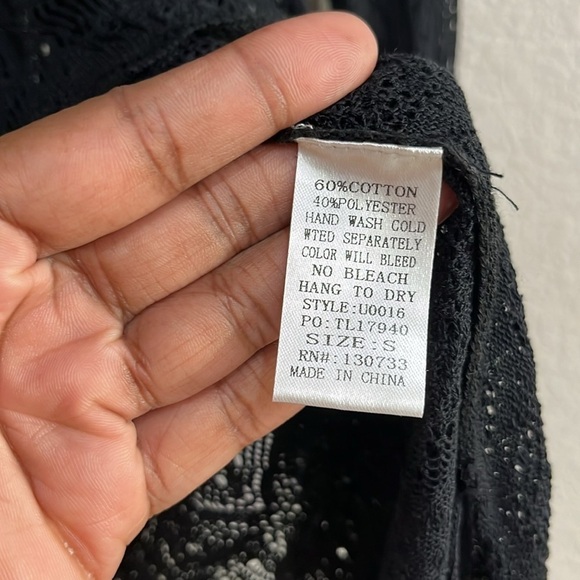 60%COTTON
40%POLYESTER
HAND WASH COLD
WTED SEPARATELY
COLOR WILL BLEED
NO BLEACH
HANG TO DRY
STYLE:U0016
PO:TL17940
SIZE:S
RN#:130733
MADE IN CHINA